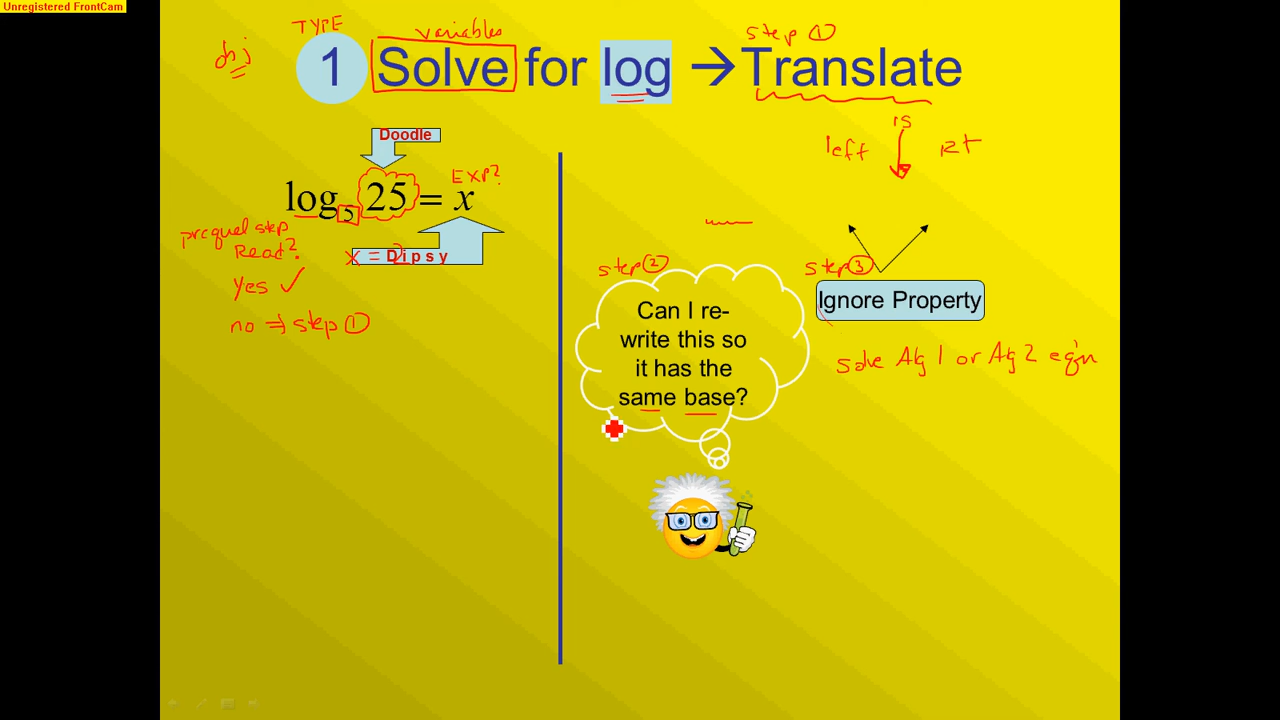 Unregistered FrontCam
TYPE
variables
step ①
obj
1 Solve for log → Translate
is
left
Rt
Doodle
log₅ 25 = x
EXP?
prequel step
Read?
x = 2
Dipsy
yes ✓
no ⇒ step ①
step ②
Can I re-
write this so
it has the
same base?
step ③
Ignore Property
solve Alg 1 or Alg 2 eq'n